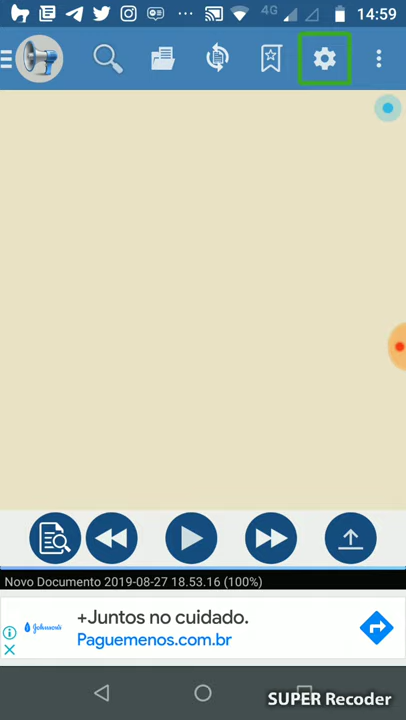 4G 14:59
Novo Documento 2019-08-27 18.53.16 (100%)
+Juntos no cuidado.
Johnson's
Paguemenos.com.br
SUPER Recoder